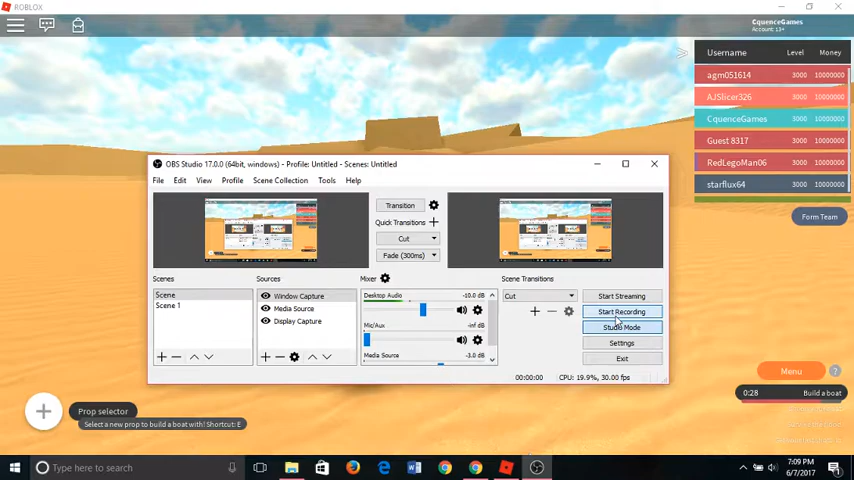 ROBLOX
CquenceGames
Account: 13+
Username Level Money
agm051614 3000 10000000
AJSlicer326 3000 10000000
CquenceGames 3000 10000000
Guest 8317 3000 10000000
RedLegoMan06 3000 10000000
starflux64 3000 10000000
Form Team
OBS Studio 17.0.0 (64bit, windows) - Profile: Untitled - Scenes: Untitled
File Edit View Profile Scene Collection Tools Help
Transition
Quick Transitions
Cut
Fade (300ms)
Scenes Sources Mixer Scene Transitions
Scene
Scene 1
Window Capture
Media Source
Display Capture
Desktop Audio -10.0 dB
Mic/Aux -inf dB
Media Source -3.0 dB
Cut
Start Streaming
Start Recording
Studio Mode
Settings
Exit
00:00:00 CPU: 19.9%, 30.00 fps
Menu ?
0:28 Build a boat
Prop selector
Select a new prop to build a boat with! Shortcut: E
Type here to search
7:09 PM
6/7/2017